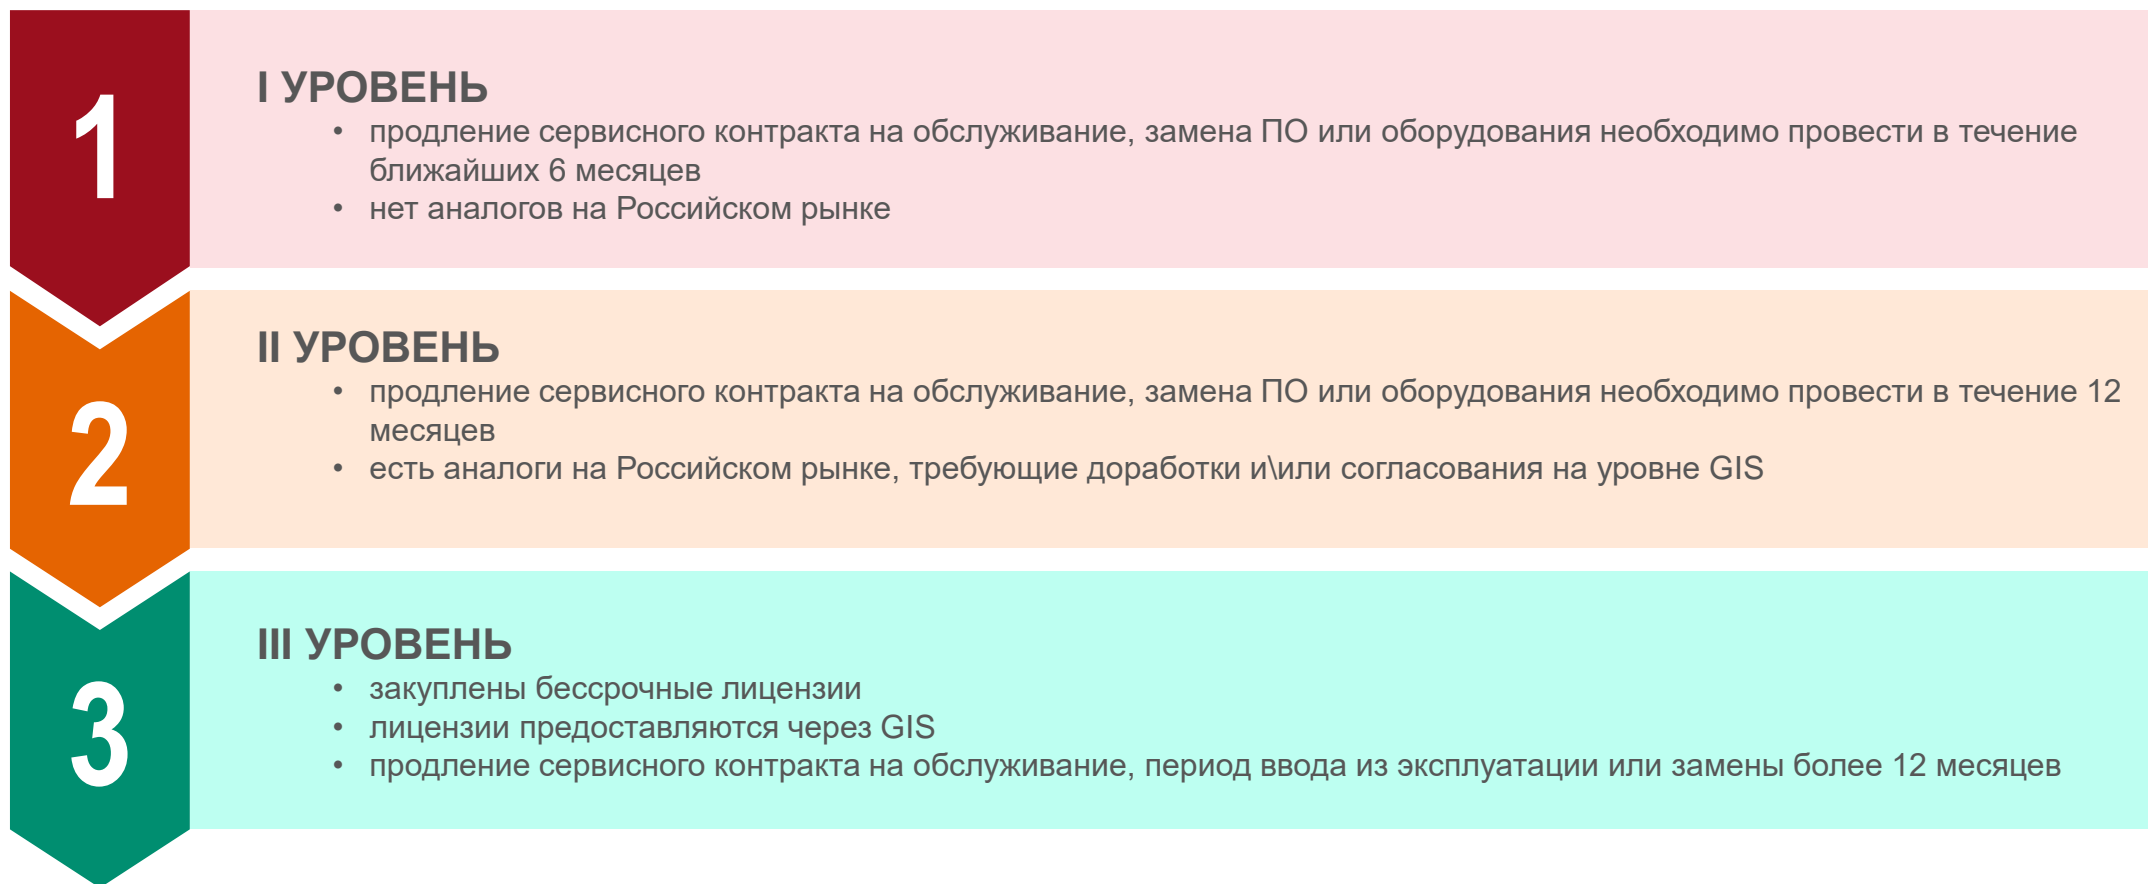 1
I УРОВЕНЬ
• продление сервисного контракта на обслуживание, замена ПО или оборудования необходимо провести в течение
ближайших 6 месяцев
• нет аналогов на Российском рынке
2
II УРОВЕНЬ
• продление сервисного контракта на обслуживание, замена ПО или оборудования необходимо провести в течение 12
месяцев
• есть аналоги на Российском рынке, требующие доработки и\или согласования на уровне GIS
3
III УРОВЕНЬ
• закуплены бессрочные лицензии
• лицензии предоставляются через GIS
• продление сервисного контракта на обслуживание, период ввода из эксплуатации или замены более 12 месяцев